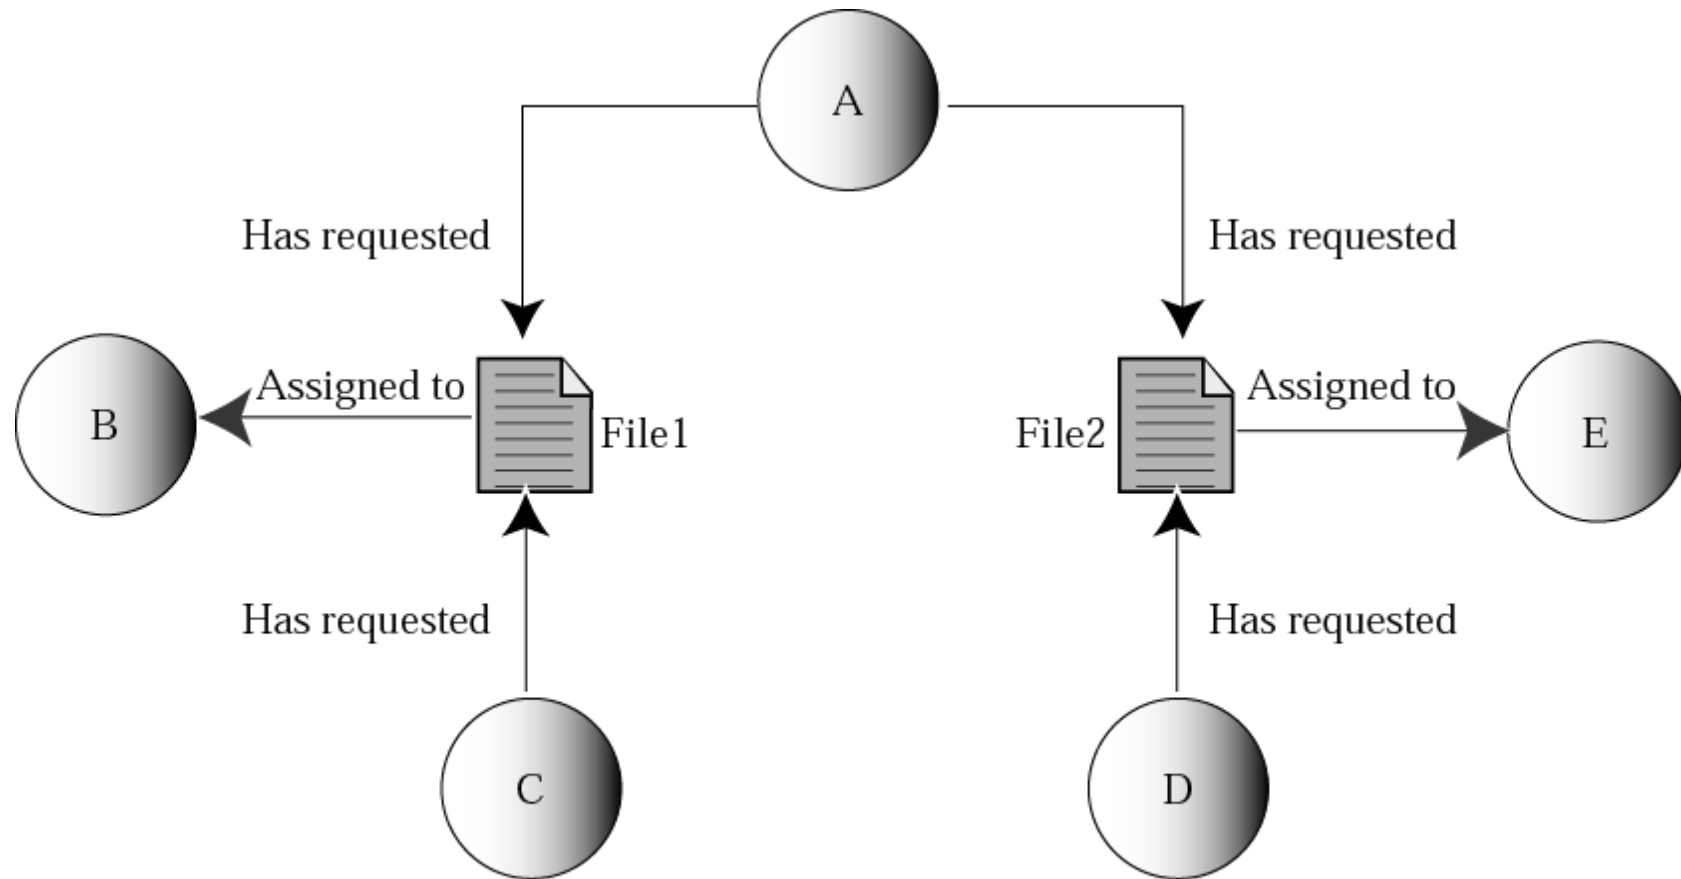 A
Has requested
Has requested
B
Assigned to
File1
File2
Assigned to
E
Has requested
Has requested
C
D